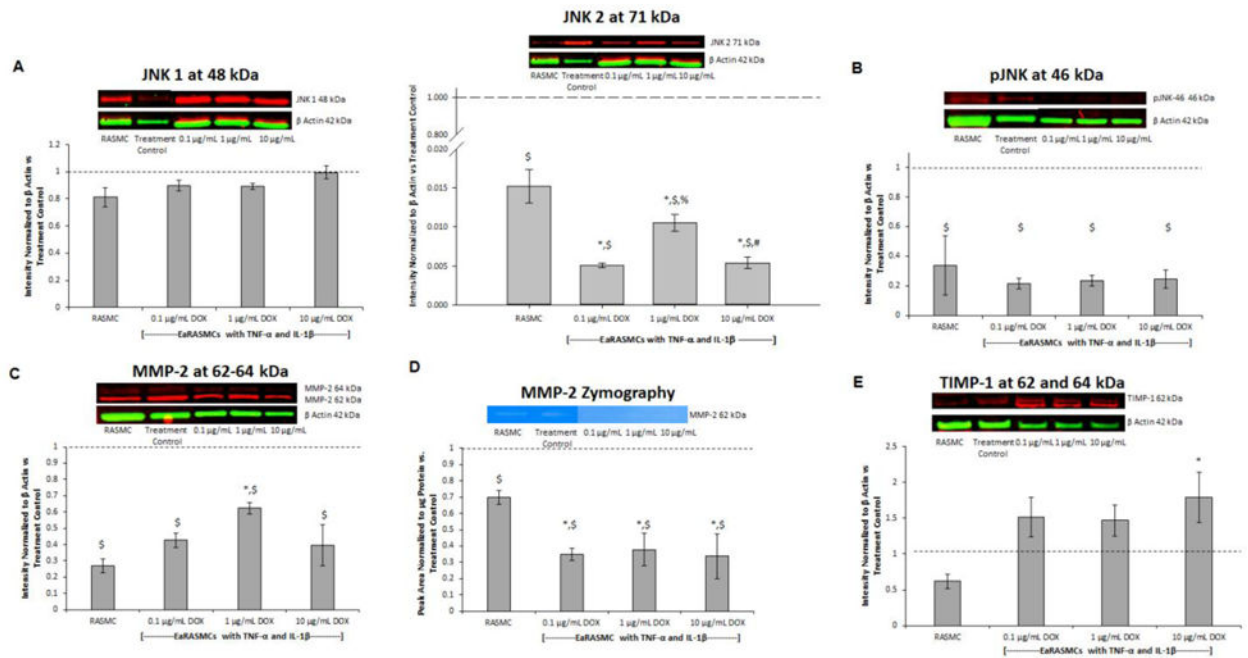 A
JNK 1 at 48 kDa
JNK 1 48 kDa
β Actin 42 kDa
RASMC Treatment Control 0.1 µg/mL 1 µg/mL 10 µg/mL
Intensity Normalized to β Actin vs Treatment Control
1.2
1
0.8
0.6
0.4
0.2
0
RASMC 0.1 µg/mL DOX 1 µg/mL DOX 10 µg/mL DOX
[--------EaRASMCs with TNF-α and IL-1β----------]
JNK 2 at 71 kDa
JNK 2 71 kDa
β Actin 42 kDa
RASMC Treatment Control 0.1 µg/mL 1 µg/mL 10 µg/mL
Intensity Normalized to β Actin vs Treatment Control
1.000
0.800
0.020
0.015
0.010
0.005
0.000
$
*,$
*,$,%
*,$,#
RASMC 0.1 µg/mL DOX 1 µg/mL DOX 10 µg/mL DOX
[--------EaRASMCs with TNF-α and IL-1β ----------]
B
pJNK at 46 kDa
pJNK-46 46 kDa
β Actin 42 kDa
RASMC Treatment Control 0.1 µg/mL 1 µg/mL 10 µg/mL
Intensity Normalized to β Actin vs Treatment Control
1
0.8
0.6
0.4
0.2
0
$ $ $ $
RASMC 0.1 µg/mL DOX 1 µg/mL DOX 10 µg/mL DOX
[--------EaRASMCs with TNF-α and IL-1β----------]
C
MMP-2 at 62-64 kDa
MMP-2 64 kDa
MMP-2 62 kDa
β Actin 42 kDa
RASMC Treatment Control 0.1 µg/mL 1 µg/mL 10 µg/mL
Intensity Normalized to β Actin vs Treatment Control
1
0.9
0.8
0.7
0.6
0.5
0.4
0.3
0.2
0.1
0
$ $ *,$ $
RASMC 0.1 µg/mL DOX 1 µg/mL DOX 10 µg/mL DOX
[--------EaRASMCs with TNF-α and IL-1β----------]
D
MMP-2 Zymography
MMP-2 62 kDa
RASMC Treatment Control 0.1 µg/mL 1 µg/mL 10 µg/mL
Peak Area Normalized to µg Protein vs. Treatment Control
1
0.9
0.8
0.7
0.6
0.5
0.4
0.3
0.2
0.1
0
$ *,$ *,$ *,$
RASMC 0.1 µg/mL DOX 1 µg/mL DOX 10 µg/mL DOX
[----------EaRASMC with TNF-α and IL-1β----------]
E
TIMP-1 at 62 and 64 kDa
TIMP-1 62 kDa
β Actin 42 kDa
RASMC Treatment Control 0.1 µg/mL 1 µg/mL 10 µg/mL
Intensity Normalized to β Actin vs Treatment Control
2.5
2
1.5
1
0.5
0
*
RASMC 0.1 µg/mL DOX 1 µg/mL DOX 10 µg/mL DOX
[--------EaRASMCs with TNF-α and IL-1β----------]